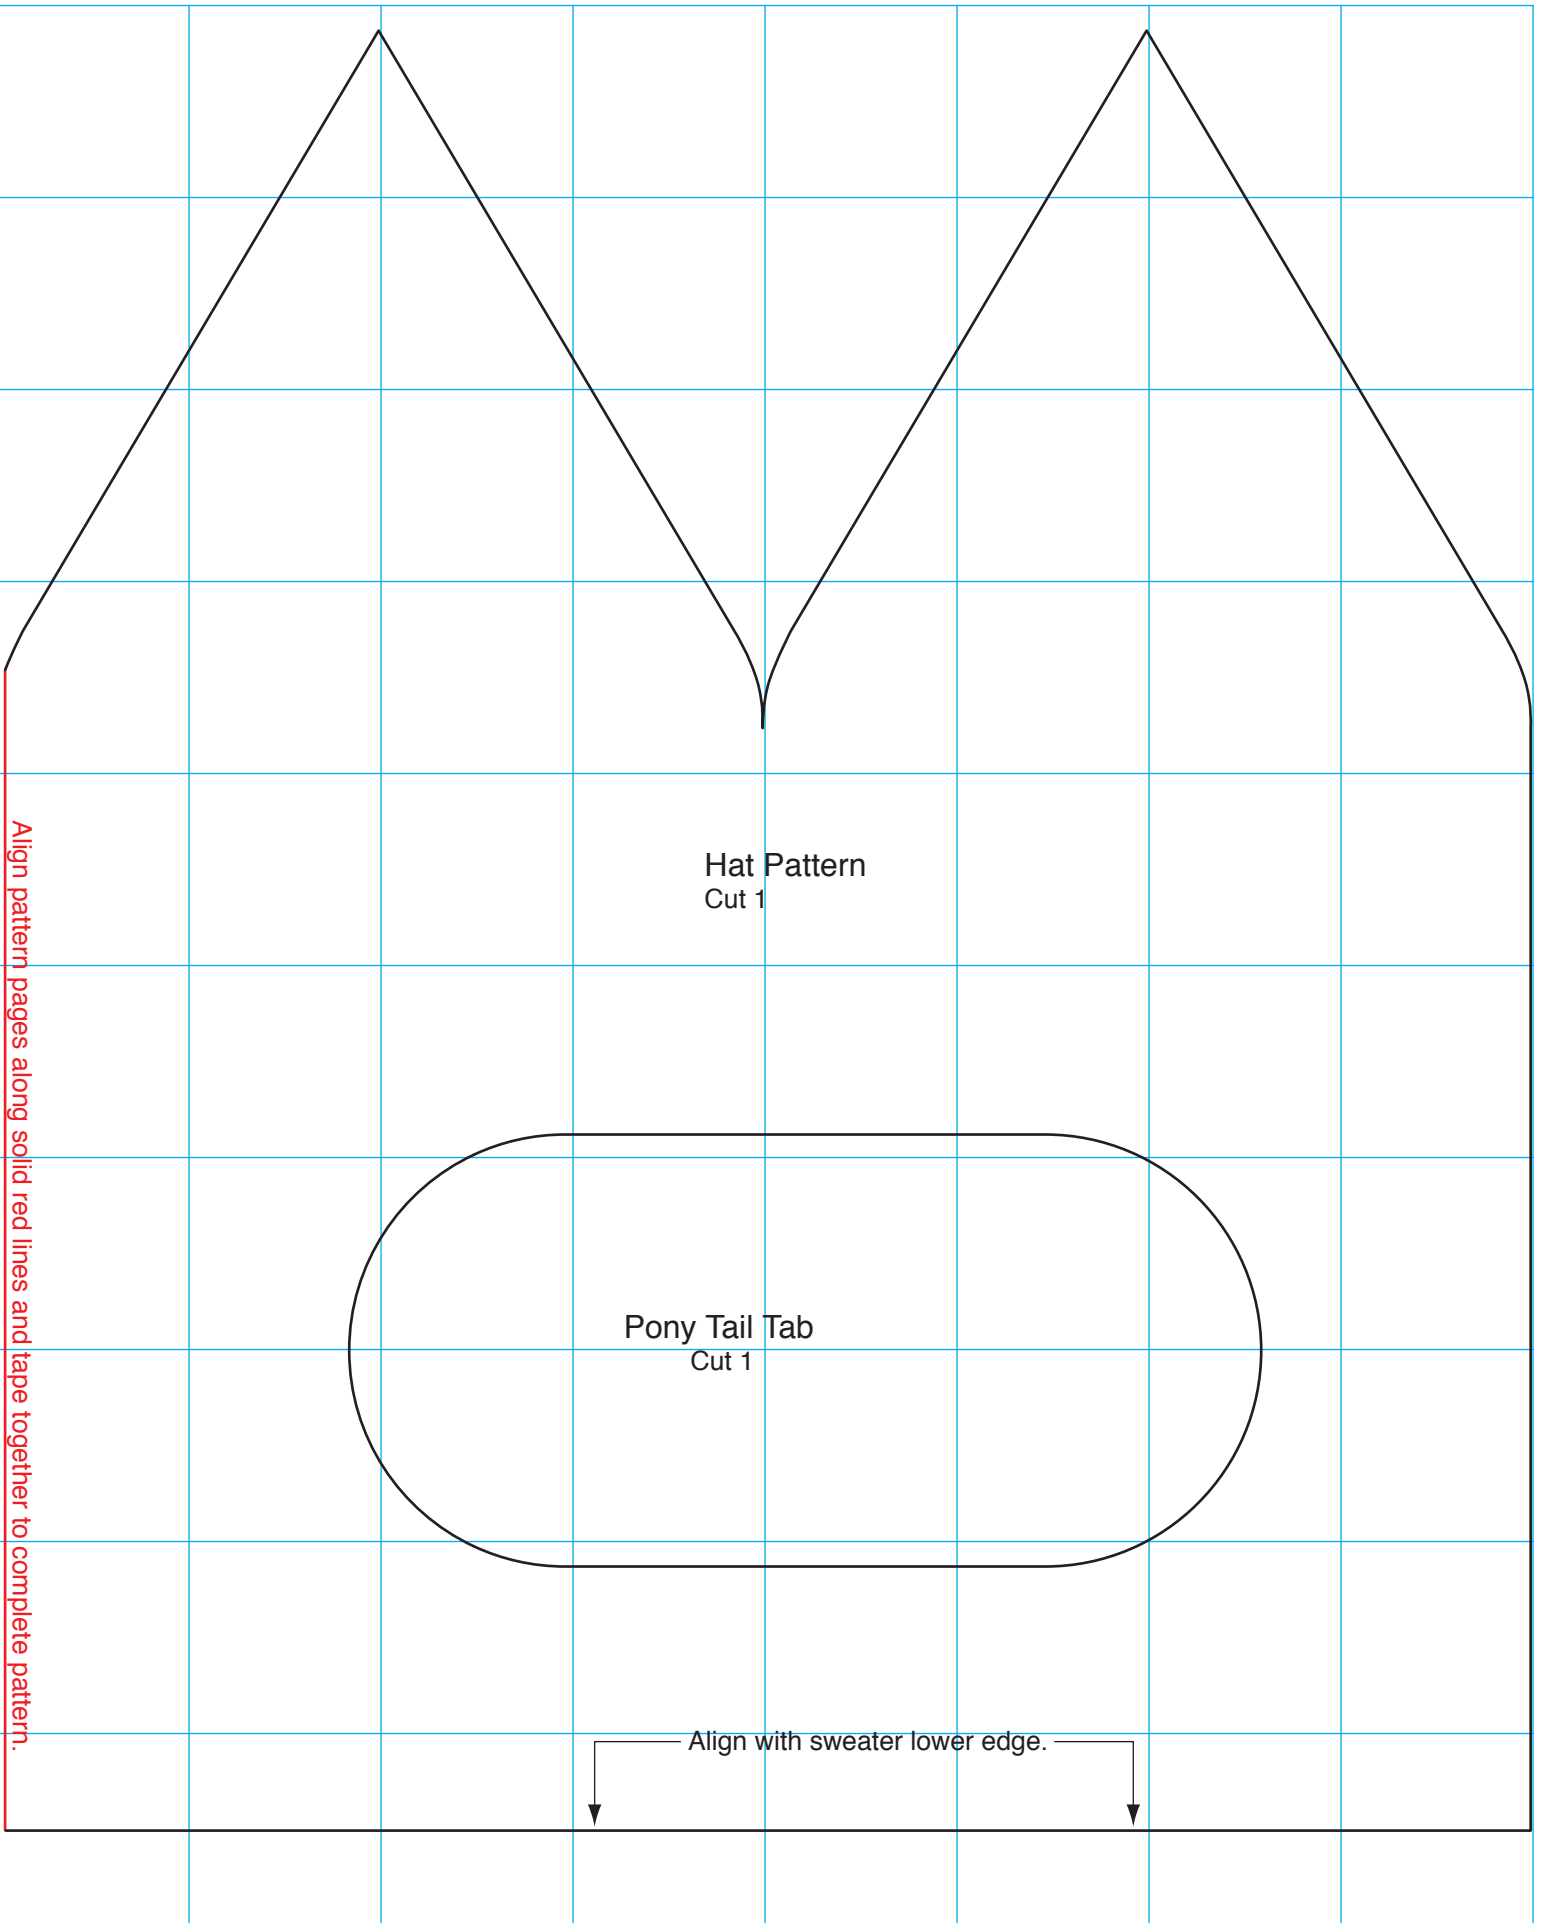 Hat Pattern
Cut 1
Align pattern pages along solid red lines and tape together to complete pattern.
Pony Tail Tab
Cut 1
Align with sweater lower edge.